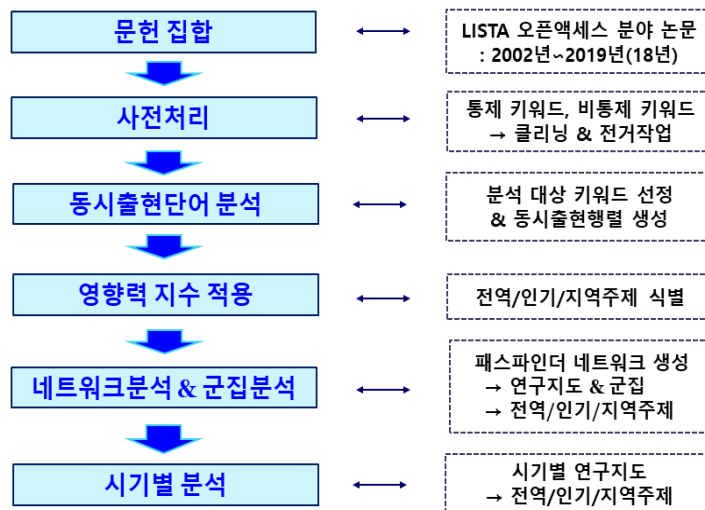 문헌 집합
LISTA 오픈액세스 분야 논문
: 2002년~2019년(18년)
사전처리
통제 키워드, 비통제 키워드
→ 클리닝 & 전거작업
동시출현단어 분석
분석 대상 키워드 선정
& 동시출현행렬 생성
영향력 지수 적용
전역/인기/지역주제 식별
네트워크분석 & 군집분석
패스파인더 네트워크 생성
→ 연구지도 & 군집
→ 전역/인기/지역주제
시기별 분석
시기별 연구지도
→ 전역/인기/지역주제